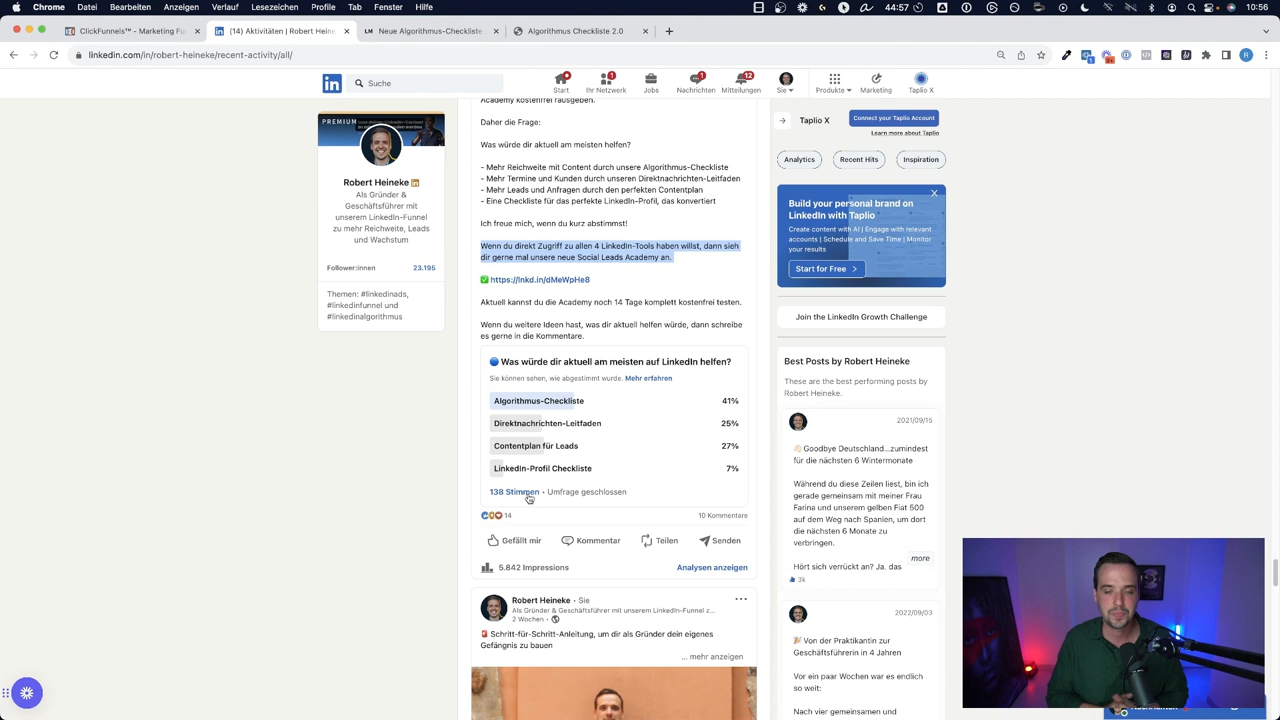 Chrome Ablage Bearbeiten Anzeigen Verlauf Lesezeichen Profile Tab Fenster Hilfe
10:56
ClickFunnels™ - Marketing Fu
(14) Aktivitäten | Robert Heine
LM Neue Algorithmus-Checkliste
Algorithmus Checkliste 2.0
linkedin.com/in/robert-heineke/recent-activity/all/
Suche
Start
Ihr Netzwerk
Jobs
Nachrichten
Mitteilungen
Sie
Produkte
Marketing
Taplio X
PREMIUM
Robert Heineke
Als Gründer &
Geschäftsführer mit
unserem LinkedIn-Funnel
zu mehr Reichweite, Leads
und Wachstum
Follower:innen 23.195
Themen: #linkedinads,
#linkedinfunnel und
#linkedinalgorithmus
Academy kostenfrei rausgeben.
Daher die Frage:
Was würde dir aktuell am meisten helfen?
- Mehr Reichweite mit Content durch unsere Algorithmus-Checkliste
- Mehr Termine und Kunden durch unseren Direktnachrichten-Leitfaden
- Mehr Leads und Anfragen durch den perfekten Contentplan
- Eine Checkliste für das perfekte LinkedIn-Profil, das konvertiert
Ich freue mich, wenn du kurz abstimmst!
Wenn du direkt Zugriff zu allen 4 LinkedIn-Tools haben willst, dann sieh
dir gerne mal unsere neue Social Leads Academy an.
✅ https://lnkd.in/dMeWpHe8
Aktuell kannst du die Academy noch 14 Tage komplett kostenfrei testen.
Wenn du weitere Ideen hast, was dir aktuell helfen würde, dann schreibe
es gerne in die Kommentare.
🔵 Was würde dir aktuell am meisten auf LinkedIn helfen?
Sie können sehen, wie abgestimmt wurde. Mehr erfahren
Algorithmus-Checkliste 41%
Direktnachrichten-Leitfaden 25%
Contentplan für Leads 27%
LinkedIn-Profil Checkliste 7%
138 Stimmen • Umfrage geschlossen
14
10 Kommentare
Gefällt mir
Kommentar
Teilen
Senden
5.842 Impressions
Analysen anzeigen
Robert Heineke • Sie
Als Gründer & Geschäftsführer mit unserem LinkedIn-Funnel z...
2 Wochen •
🚨 Schritt-für-Schritt-Anleitung, um dir als Gründer dein eigenes
Gefängnis zu bauen
... mehr anzeigen
Taplio X
Connect your Taplio Account
Learn more about Taplio
Analytics
Recent Hits
Inspiration
Build your personal brand on
LinkedIn with Taplio
Create content with AI | Engage with relevant
accounts | Schedule and Save Time | Monitor
your results
Start for Free >
Join the LinkedIn Growth Challenge
Best Posts by Robert Heineke
These are the best performing posts by
Robert Heineke.
2021/09/15
👋🏻 Goodbye Deutschland...zumindest
für die nächsten 6 Wintermonate
Während du diese Zeilen liest, bin ich
gerade gemeinsam mit meiner Frau
Farina und unserem gelben Fiat 500
auf dem Weg nach Spanien, um dort
die nächsten 6 Monate zu
verbringen.
Hört sich verrückt an? Ja. das
more
3k
2022/09/03
🎉 Von der Praktikantin zur
Geschäftsführerin in 4 Jahren
Vor ein paar Wochen war es endlich
so weit:
Nach vier gemeinsamen und